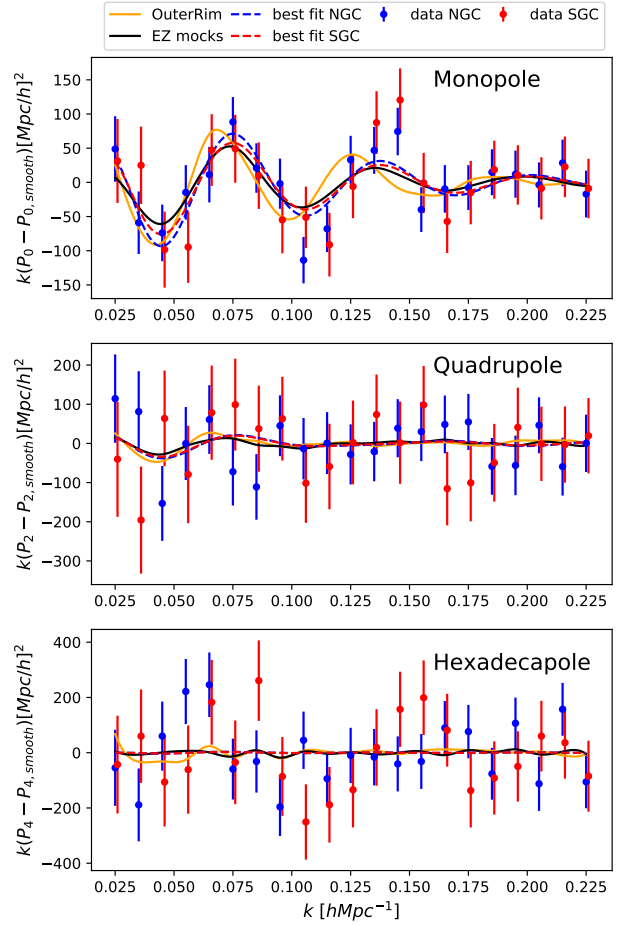 OuterRim best fit NGC data NGC data SGC
EZ mocks best fit SGC
Monopole
k(P₀ − P₀,smooth)[Mpc/h]²
150
100
50
0
−50
−100
−150
0.025 0.050 0.075 0.100 0.125 0.150 0.175 0.200 0.225
Quadrupole
k(P₂ − P₂,smooth)[Mpc/h]²
200
100
0
−100
−200
−300
0.025 0.050 0.075 0.100 0.125 0.150 0.175 0.200 0.225
Hexadecapole
k(P₄ − P₄,smooth)[Mpc/h]²
400
200
0
−200
−400
0.025 0.050 0.075 0.100 0.125 0.150 0.175 0.200 0.225
k [hMpc⁻¹]